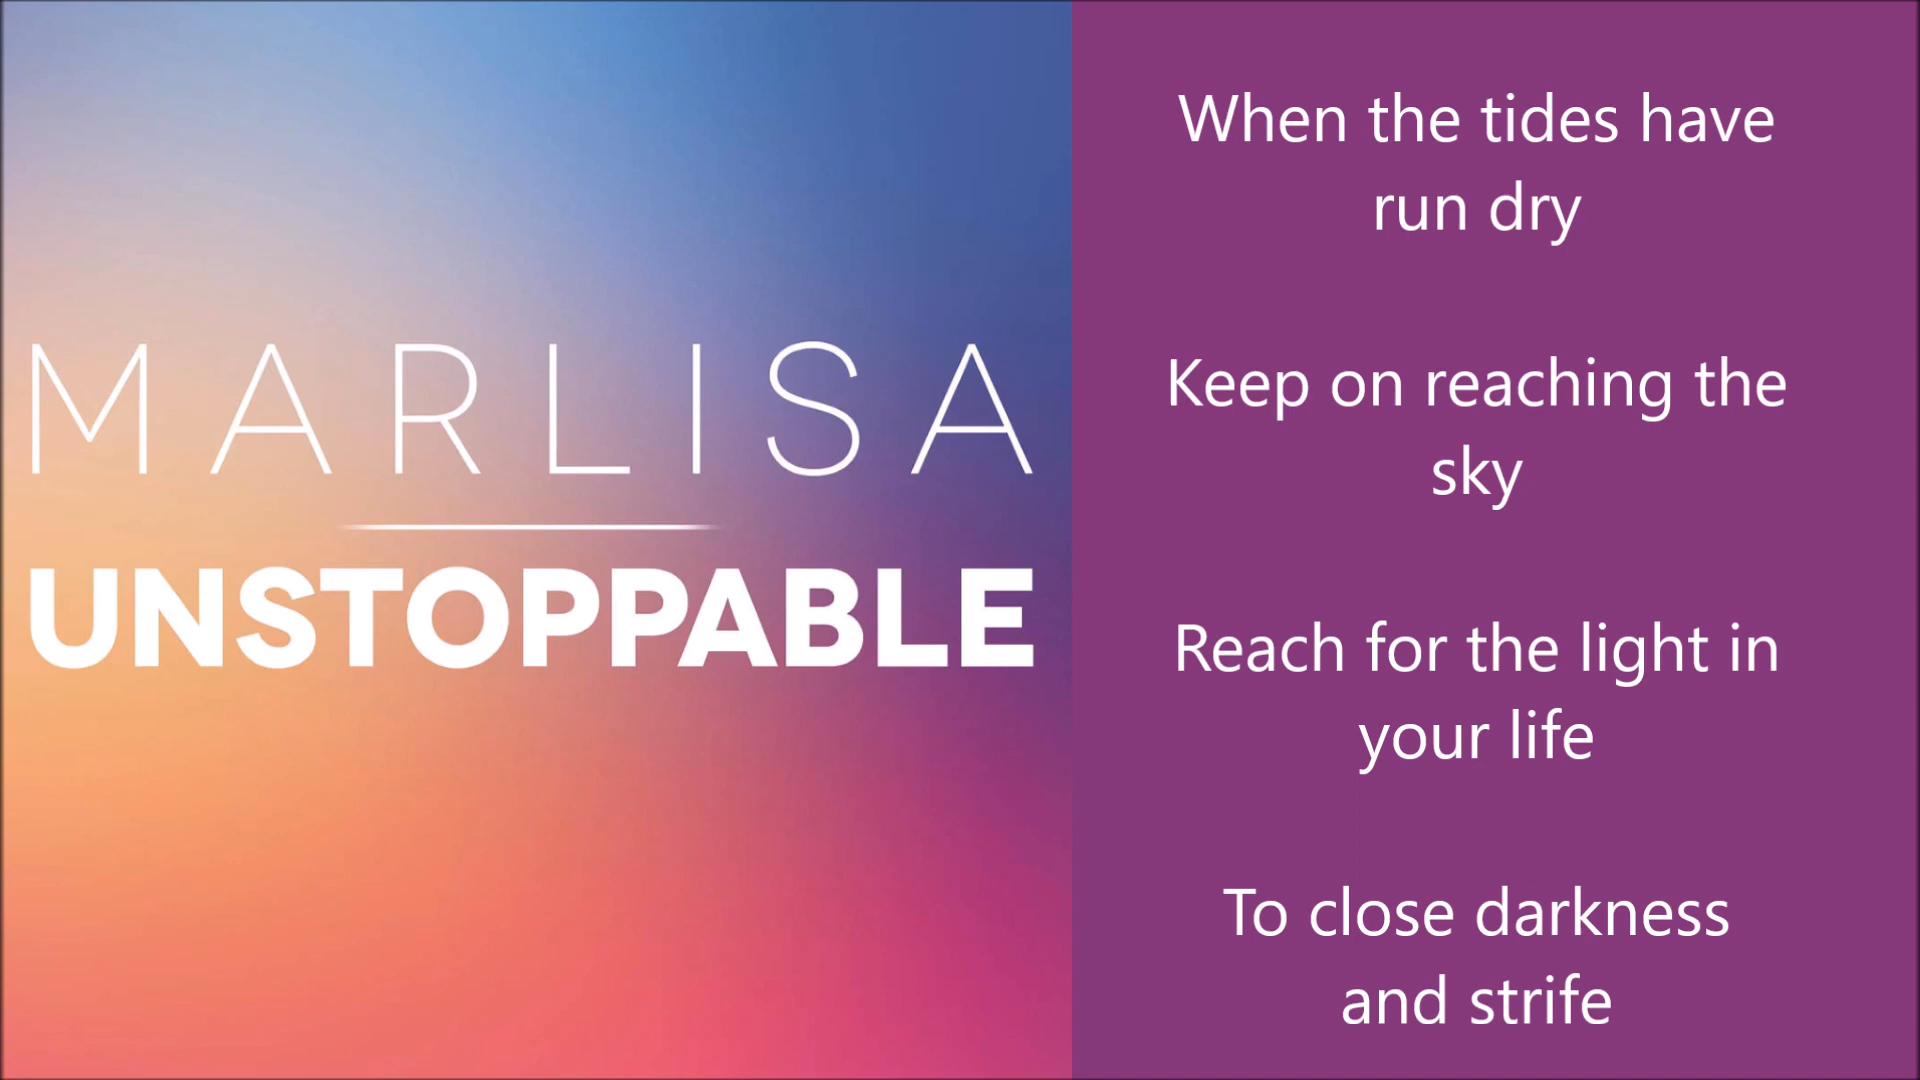 MARLISA
UNSTOPPABLE
When the tides have
run dry
Keep on reaching the
sky
Reach for the light in
your life
To close darkness
and strife